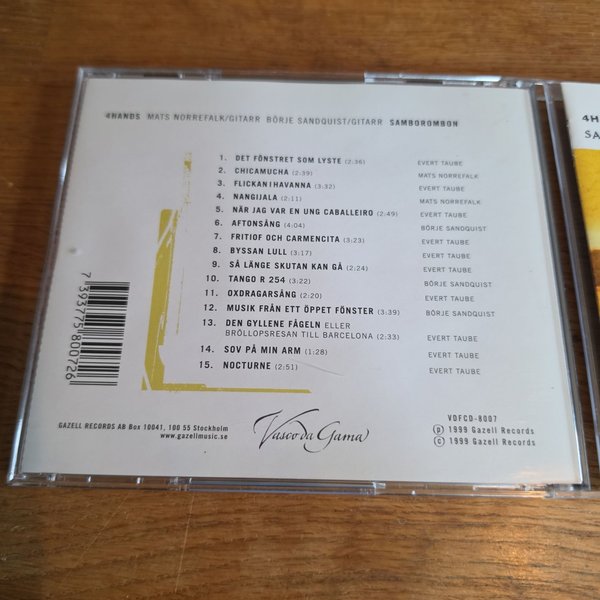 4HANDS MATS NORREFALK/GITARR BÖRJE SANDQUIST/GITARR SAMBOROMBON
1. DET FÖNSTRET SOM LYSTE (2:36) EVERT TAUBE
2. CHICAMUCHA (2:39) MATS NORREFALK
3. FLICKAN I HAVANNA (3:32) EVERT TAUBE
4. NANGIJALA (2:11) MATS NORREFALK
5. NÄR JAG VAR EN UNG CABALLEIRO (2:49) EVERT TAUBE
6. AFTONSÅNG (4:04) BÖRJE SANDQUIST
7. FRITIOF OCH CARMENCITA (3:23) EVERT TAUBE
8. BYSSAN LULL (3:17) EVERT TAUBE
9. SÅ LÄNGE SKUTAN KAN GÅ (2:24) EVERT TAUBE
10. TANGO R 254 (3:22) BÖRJE SANDQUIST
11. OXDRAGARSÅNG (2:20) EVERT TAUBE
12. MUSIK FRÅN ETT ÖPPET FÖNSTER (3:39) BÖRJE SANDQUIST
13. DEN GYLLENE FÅGELN ELLER
BRÖLLOPSRESAN TILL BARCELONA (2:33) EVERT TAUBE
14. SOV PÅ MIN ARM (1:28) EVERT TAUBE
15. NOCTURNE (2:51) EVERT TAUBE
7 393775 800726
GAZELL RECORDS AB Box 10041, 100 55 Stockholm
www.gazellmusic.se
Vasco da Gama
VDFCD-8007
℗ 1999 Gazell Records
© 1999 Gazell Records
4H
SA